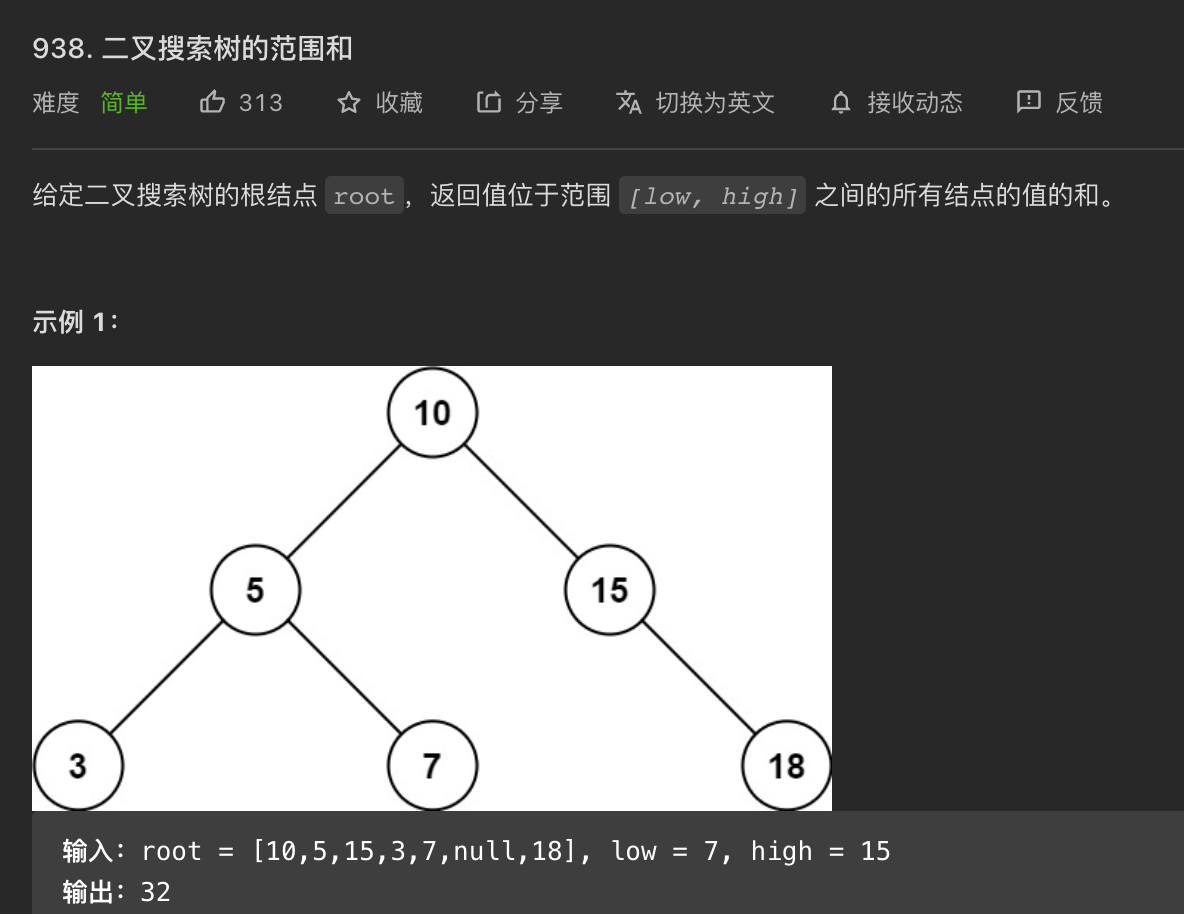 938. 二叉搜索树的范围和
难度 简单 313 收藏 分享 切换为英文 接收动态 反馈
给定二叉搜索树的根结点 root，返回值位于范围 [low, high] 之间的所有结点的值的和。
示例 1：
10
5 15
3 7 18
输入：root = [10,5,15,3,7,null,18], low = 7, high = 15
输出：32